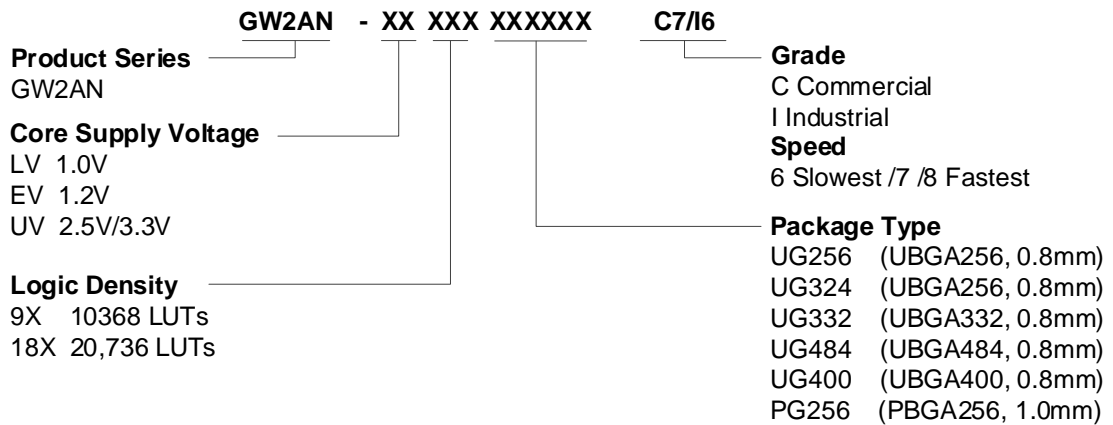 GW2AN - XX XXX XXXXXX C7/I6
Product Series
GW2AN
Core Supply Voltage
LV 1.0V
EV 1.2V
UV 2.5V/3.3V
Logic Density
9X 10368 LUTs
18X 20,736 LUTs
Grade
C Commercial
I Industrial
Speed
6 Slowest /7 /8 Fastest
Package Type
UG256 (UBGA256, 0.8mm)
UG324 (UBGA256, 0.8mm)
UG332 (UBGA332, 0.8mm)
UG484 (UBGA484, 0.8mm)
UG400 (UBGA400, 0.8mm)
PG256 (PBGA256, 1.0mm)